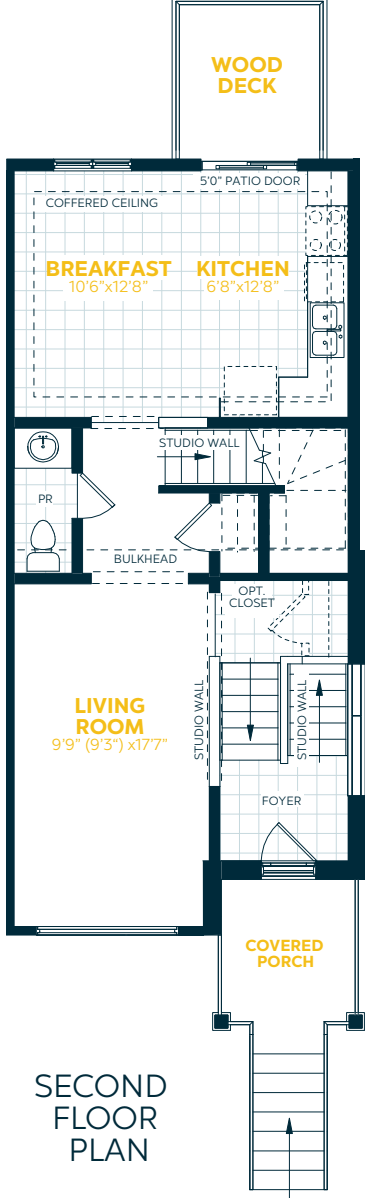 WOOD
DECK
5'0" PATIO DOOR
COFFERED CEILING
BREAKFAST
10'6"x12'8"
KITCHEN
6'8"x12'8"
STUDIO WALL
PR
BULKHEAD
OPT.
CLOSET
LIVING
ROOM
9'9" (9'3") x17'7"
STUDIO WALL
STUDIO WALL
FOYER
COVERED
PORCH
SECOND
FLOOR
PLAN